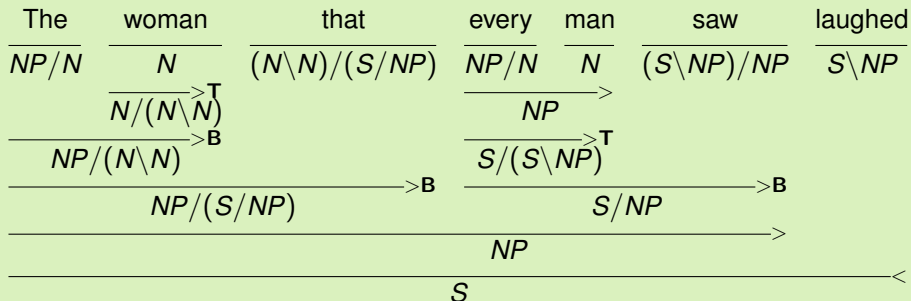 The woman that every man saw laughed
NP/N N (N\N)/(S/NP) NP/N N (S\NP)/NP S\NP
>T >
N/(N\N) NP
>B >T
NP/(N\N) S/(S\NP)
>B >B
NP/(S/NP) S/NP
>
NP
<
S